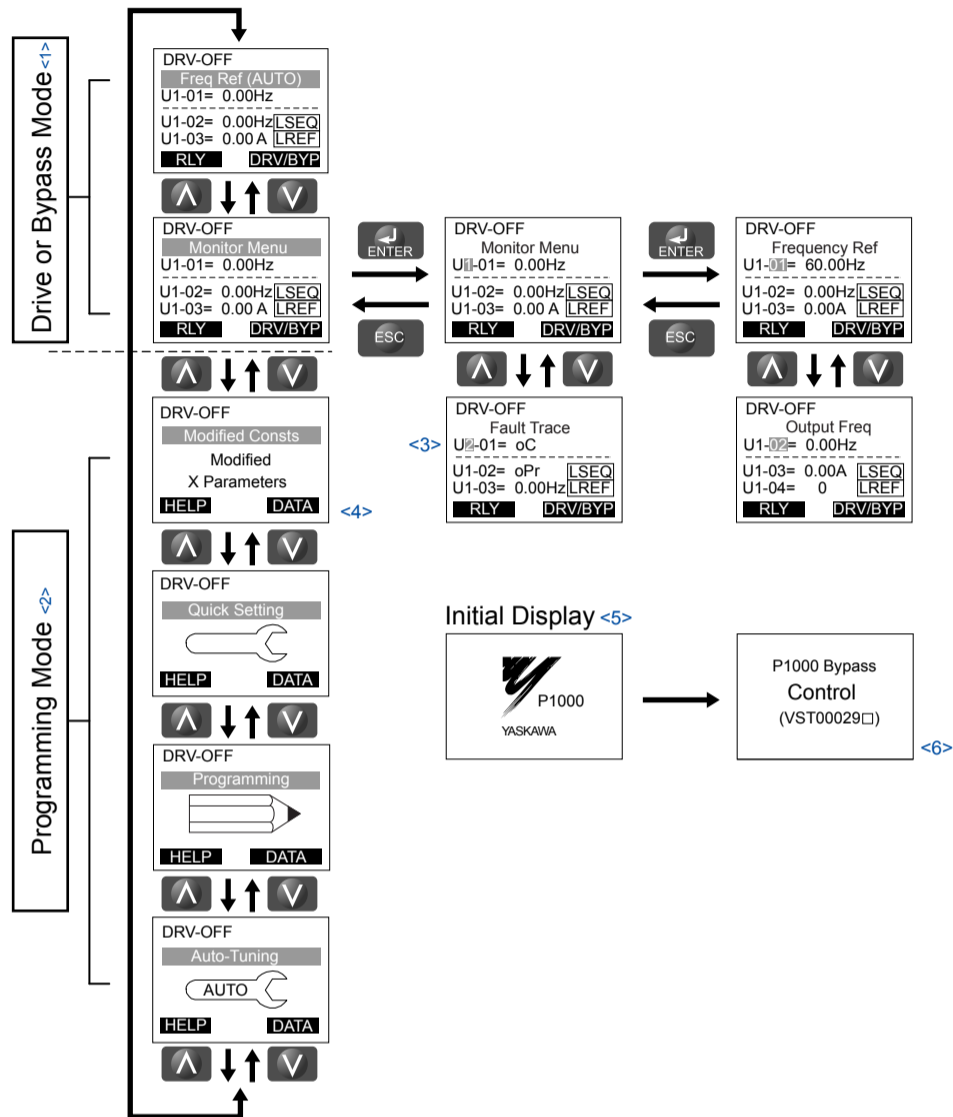 Drive or Bypass Mode <1>
DRV-OFF
Freq Ref (AUTO)
U1-01= 0.00Hz
U1-02= 0.00Hz LSEQ
U1-03= 0.00 A LREF
RLY DRV/BYP
DRV-OFF
Monitor Menu
U1-01= 0.00Hz
U1-02= 0.00Hz LSEQ
U1-03= 0.00 A LREF
RLY DRV/BYP
ENTER
ESC
DRV-OFF
Monitor Menu
U1-01= 0.00Hz
U1-02= 0.00Hz LSEQ
U1-03= 0.00 A LREF
RLY DRV/BYP
ENTER
ESC
DRV-OFF
Frequency Ref
U1-01= 60.00Hz
U1-02= 0.00Hz LSEQ
U1-03= 0.00A LREF
RLY DRV/BYP
<3>
DRV-OFF
Fault Trace
U2-01= oC
U1-02= oPr LSEQ
U1-03= 0.00Hz LREF
RLY DRV/BYP
DRV-OFF
Output Freq
U1-02= 0.00Hz
U1-03= 0.00A LSEQ
U1-04= 0 LREF
RLY DRV/BYP
Programming Mode <2>
DRV-OFF
Modified Consts
Modified
X Parameters
HELP DATA
<4>
DRV-OFF
Quick Setting
HELP DATA
DRV-OFF
Programming
HELP DATA
DRV-OFF
Auto-Tuning
AUTO
HELP DATA
Initial Display <5>
P1000
YASKAWA
P1000 Bypass
Control
(VST00029□)
<6>